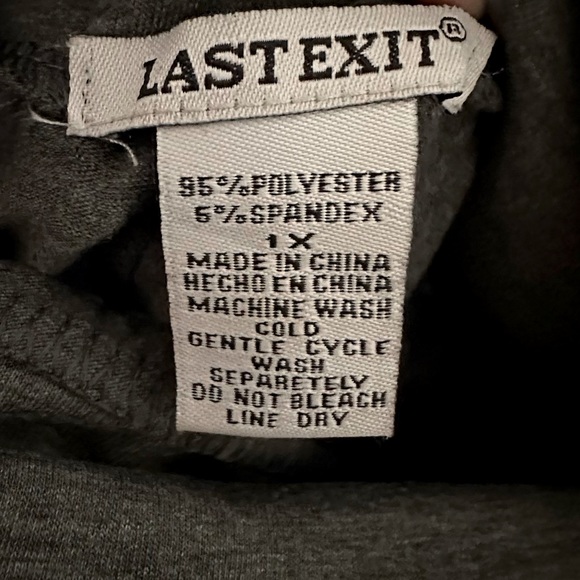 LAST EXIT®
95%POLYESTER
5%SPANDEX
1X
MADE IN CHINA
HECHO EN CHINA
MACHINE WASH
COLD
GENTLE CYCLE
WASH
SEPARETELY
DO NOT BLEACH
LINE DRY